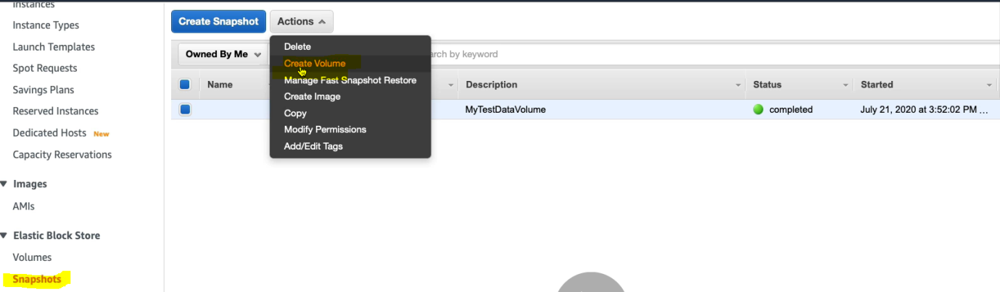 Instances
Instance Types
Launch Templates
Spot Requests
Savings Plans
Reserved Instances
Dedicated Hosts New
Capacity Reservations
Images
AMIs
Elastic Block Store
Volumes
Snapshots
Create Snapshot Actions
Delete
Create Volume
Manage Fast Snapshot Restore
Create Image
Copy
Modify Permissions
Add/Edit Tags
Owned By Me by keyword
Name Description Status Started
MyTestDataVolume completed July 21, 2020 at 3:52:02 PM ...